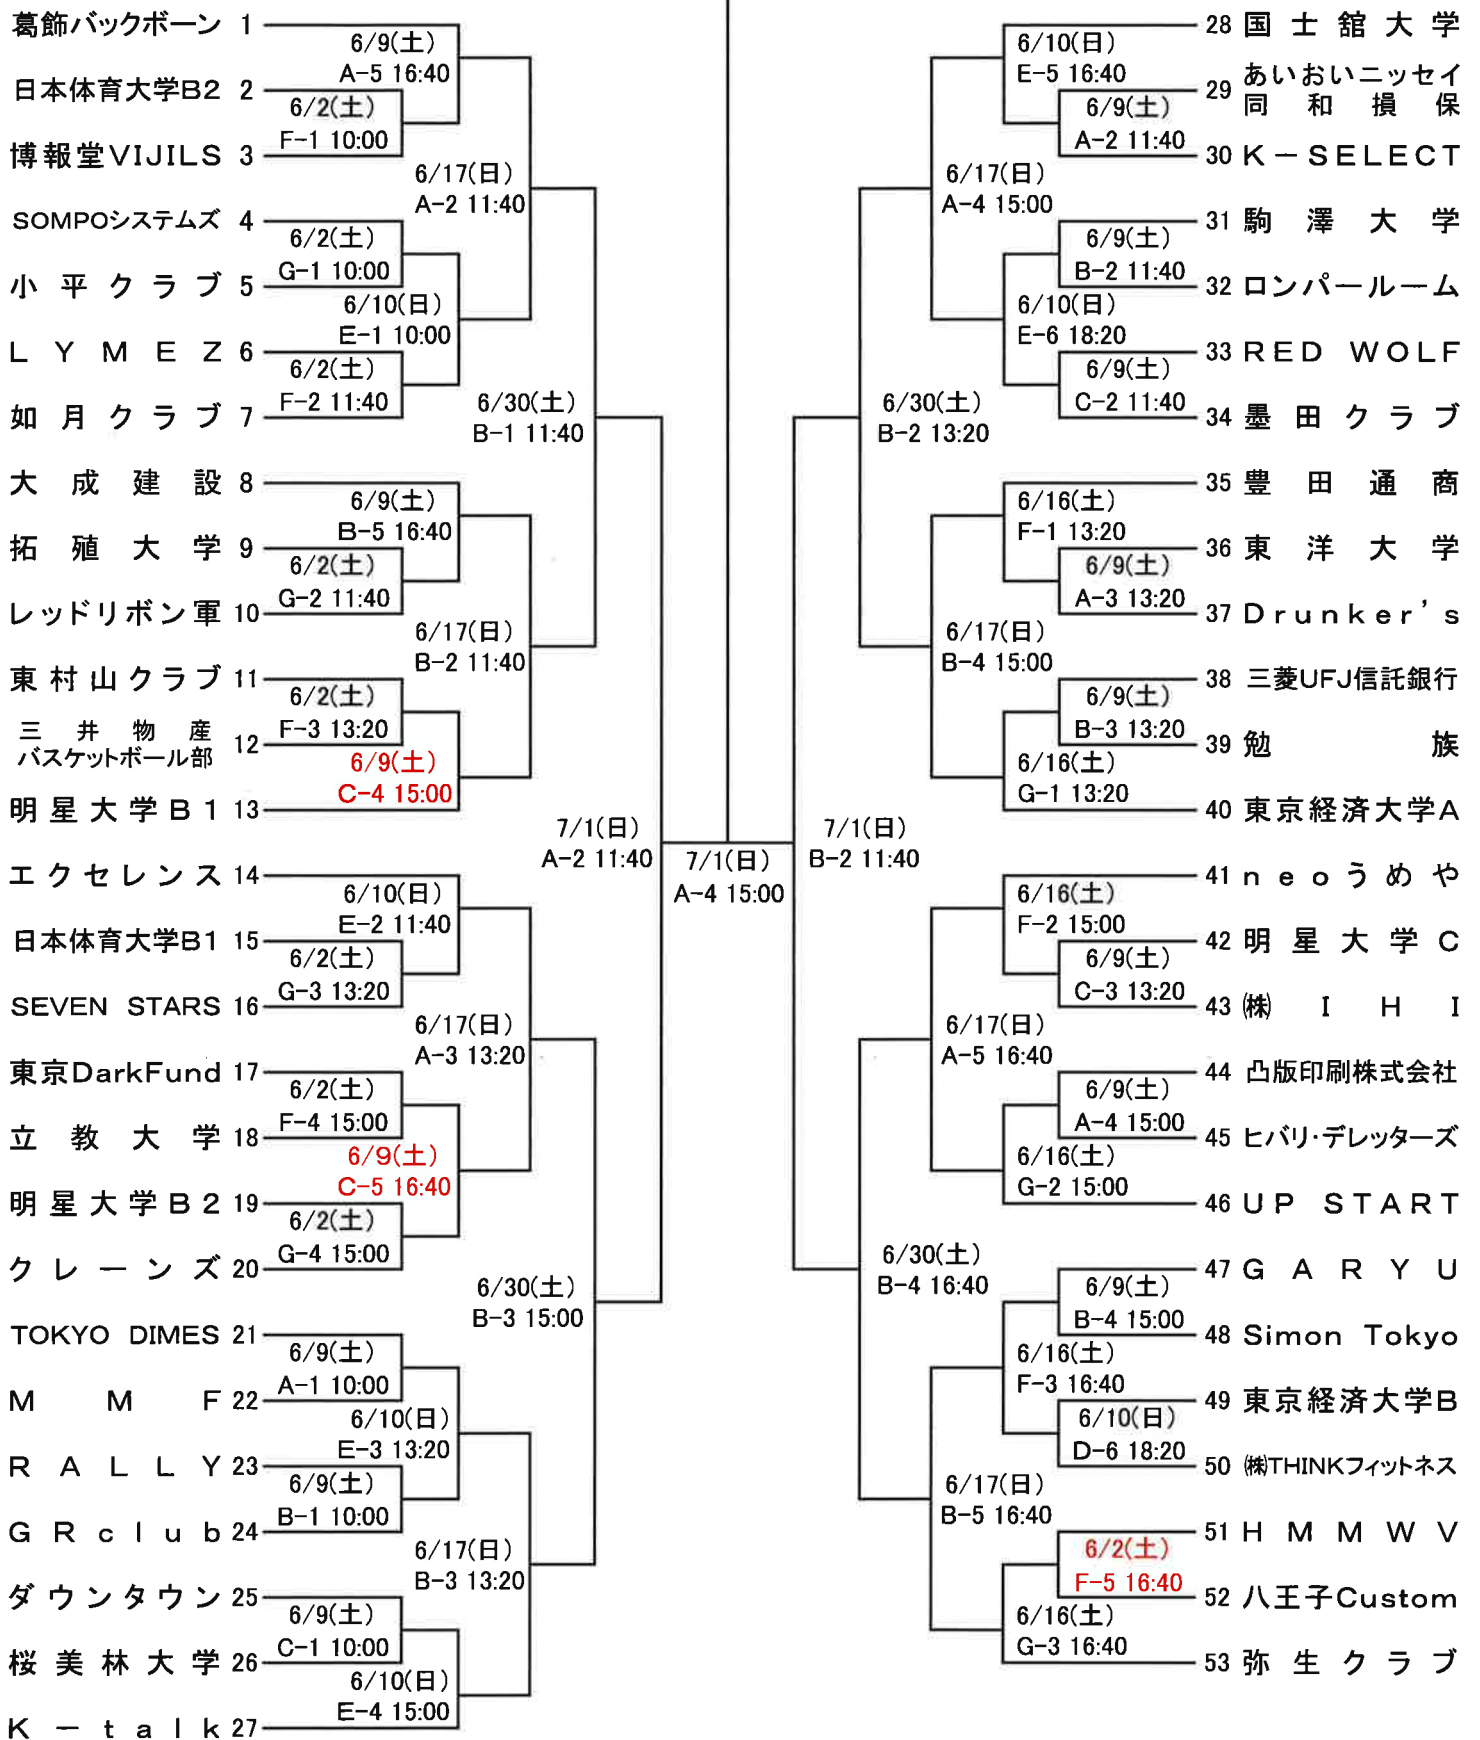 葛飾バックボーン 1
6/9(土)
A-5 16:40
日本体育大学B2 2
6/2(土)
F-1 10:00
博報堂VIJILS 3
6/17(日)
A-2 11:40
SOMPOシステムズ 4
6/2(土)
G-1 10:00
小平クラブ 5
6/10(日)
E-1 10:00
LYMEZ 6
6/2(土)
F-2 11:40
如月クラブ 7
6/30(土)
B-1 11:40
大成建設 8
6/9(土)
B-5 16:40
拓殖大学 9
6/2(土)
G-2 11:40
レッドリボン軍 10
6/17(日)
B-2 11:40
東村山クラブ 11
6/2(土)
F-3 13:20
三井物産
バスケットボール部 12
6/9(土)
C-4 15:00
明星大学B1 13
7/1(日)
A-2 11:40
エクセレンス 14
6/10(日)
E-2 11:40
日本体育大学B1 15
6/2(土)
G-3 13:20
SEVEN STARS 16
6/17(日)
A-3 13:20
東京DarkFund 17
6/2(土)
F-4 15:00
立教大学 18
6/9(土)
C-5 16:40
明星大学B2 19
6/2(土)
G-4 15:00
クレーンズ 20
6/30(土)
B-3 15:00
TOKYO DIMES 21
6/9(土)
A-1 10:00
MMF 22
6/10(日)
E-3 13:20
RALLY 23
6/9(土)
B-1 10:00
GRclub 24
6/17(日)
B-3 13:20
ダウンタウン 25
6/9(土)
C-1 10:00
桜美林大学 26
6/10(日)
E-4 15:00
K-talk 27
7/1(日)
A-4 15:00
28 国士舘大学
6/10(日)
E-5 16:40
29 あいおいニッセイ
同和損保
6/9(土)
A-2 11:40
30 K-SELECT
6/17(日)
A-4 15:00
31 駒澤大学
6/9(土)
B-2 11:40
32 ロンパールーム
6/10(日)
E-6 18:20
33 RED WOLF
6/9(土)
C-2 11:40
34 墨田クラブ
6/30(土)
B-2 13:20
35 豊田通商
6/16(土)
F-1 13:20
36 東洋大学
6/9(土)
A-3 13:20
37 Drunker's
6/17(日)
B-4 15:00
38 三菱UFJ信託銀行
6/9(土)
B-3 13:20
39 勉族
6/16(土)
G-1 13:20
40 東京経済大学A
7/1(日)
B-2 11:40
41 neoうめや
6/16(土)
F-2 15:00
42 明星大学C
6/9(土)
C-3 13:20
43 ㈱IHI
6/17(日)
A-5 16:40
44 凸版印刷株式会社
6/9(土)
A-4 15:00
45 ヒバリ・デレッターズ
6/16(土)
G-2 15:00
46 UP START
6/30(土)
B-4 16:40
47 GARYU
6/9(土)
B-4 15:00
48 Simon Tokyo
6/16(土)
F-3 16:40
49 東京経済大学B
6/10(日)
D-6 18:20
50 ㈱THINKフィットネス
6/17(日)
B-5 16:40
51 HMMWV
6/2(土)
F-5 16:40
52 八王子Custom
6/16(土)
G-3 16:40
53 弥生クラブ